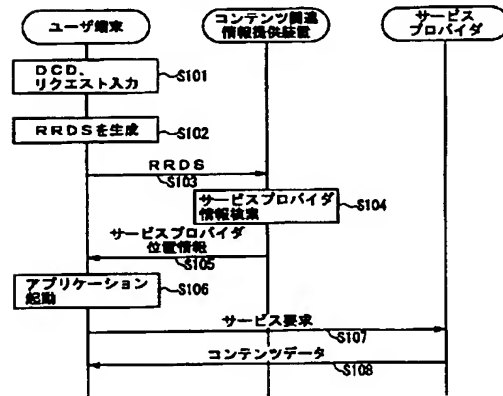 ユーザ端末
コンテンツ関連
情報提供装置
サービス
プロバイダ
DCD、
リクエスト入力
S101
RRDSを生成
S102
RRDS
S103
サービスプロバイダ
情報検索
S104
サービスプロバイダ
位置情報
S105
アプリケーション
起動
S106
サービス要求
S107
コンテンツデータ
S108